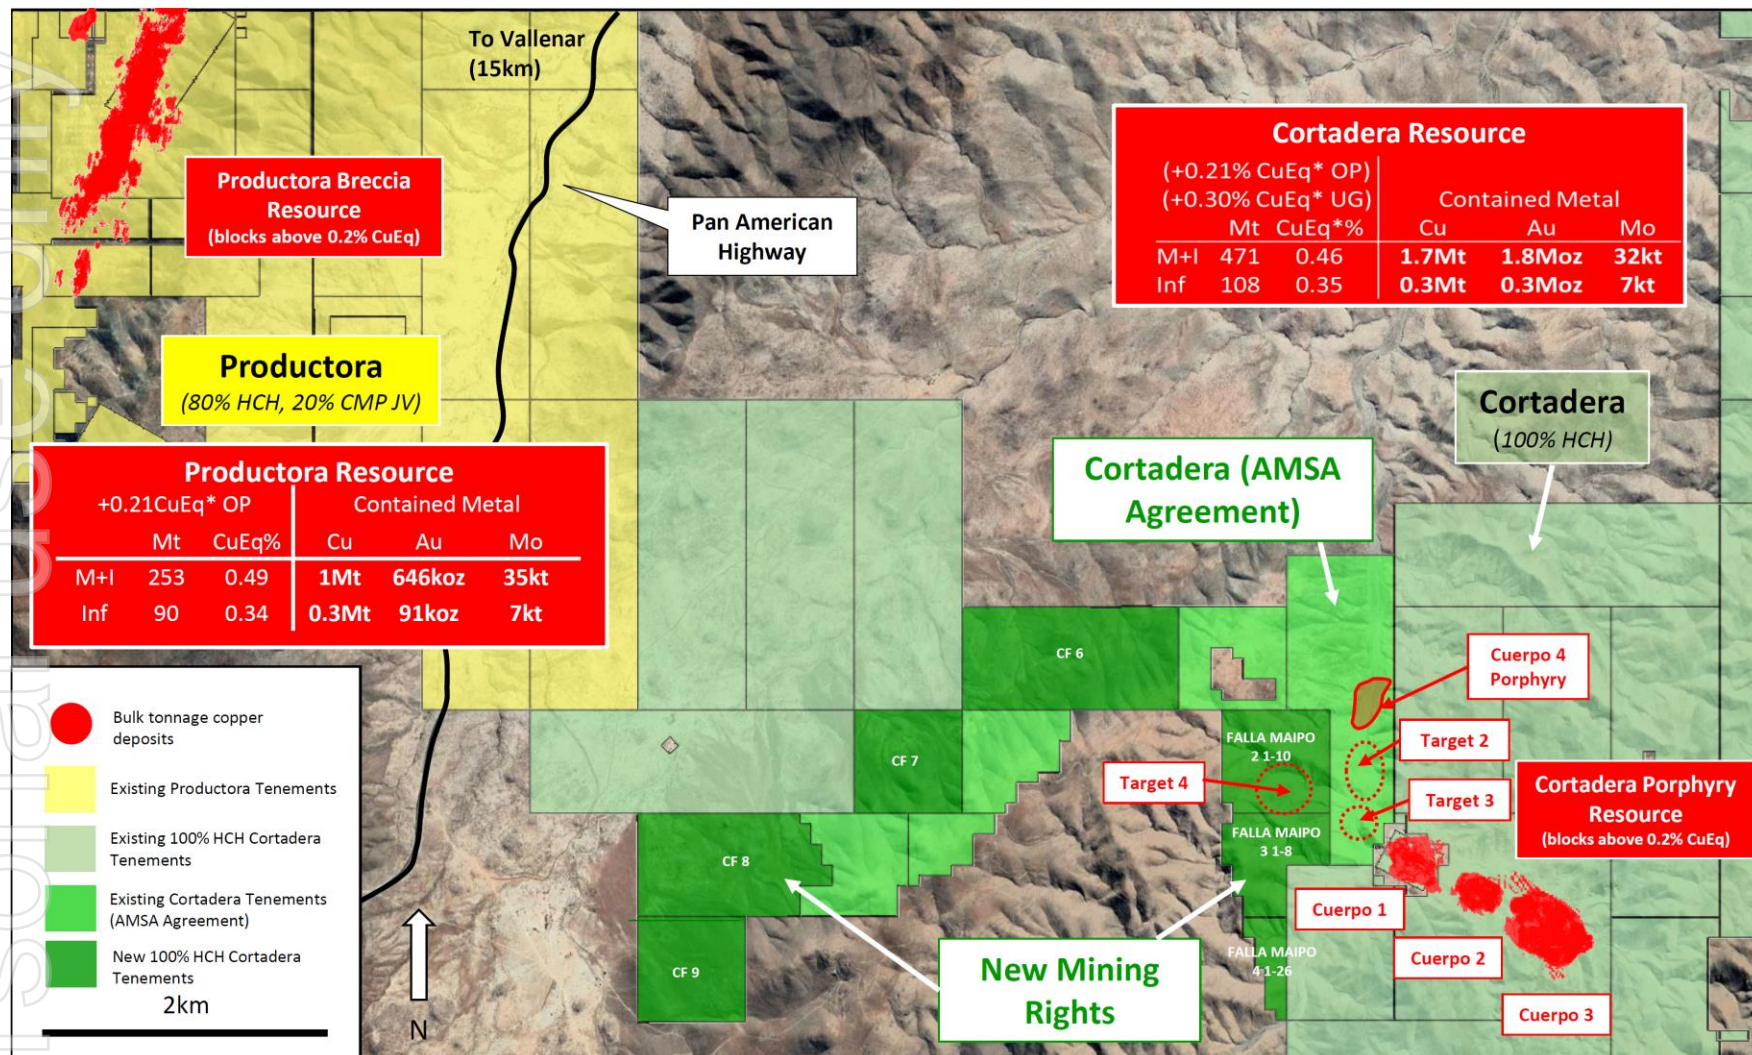 To Vallenar
(15km)
Productora Breccia
Resource
(blocks above 0.2% CuEq)
Pan American
Highway
Cortadera Resource
(+0.21% CuEq* OP)
(+0.30% CuEq* UG) Contained Metal
Mt CuEq*% Cu Au Mo
M+I 471 0.46 1.7Mt 1.8Moz 32kt
Inf 108 0.35 0.3Mt 0.3Moz 7kt
Productora
(80% HCH, 20% CMP JV)
Cortadera
(100% HCH)
Productora Resource
+0.21CuEq* OP Contained Metal
Mt CuEq% Cu Au Mo
M+I 253 0.49 1Mt 646koz 35kt
Inf 90 0.34 0.3Mt 91koz 7kt
Cortadera (AMSA
Agreement)
CF 6
Cuerpo 4
Porphyry
FALLA MAIPO
2 1-10
CF 7
Target 2
Target 4
Target 3
Cortadera Porphyry
Resource
(blocks above 0.2% CuEq)
FALLA MAIPO
3 1-8
CF 8
Cuerpo 1
Cuerpo 2
FALLA MAIPO
4 1-26
CF 9
New Mining
Rights
Cuerpo 3
Bulk tonnage copper
deposits
Existing Productora Tenements
Existing 100% HCH Cortadera
Tenements
Existing Cortadera Tenements
(AMSA Agreement)
New 100% HCH Cortadera
Tenements
2km
N